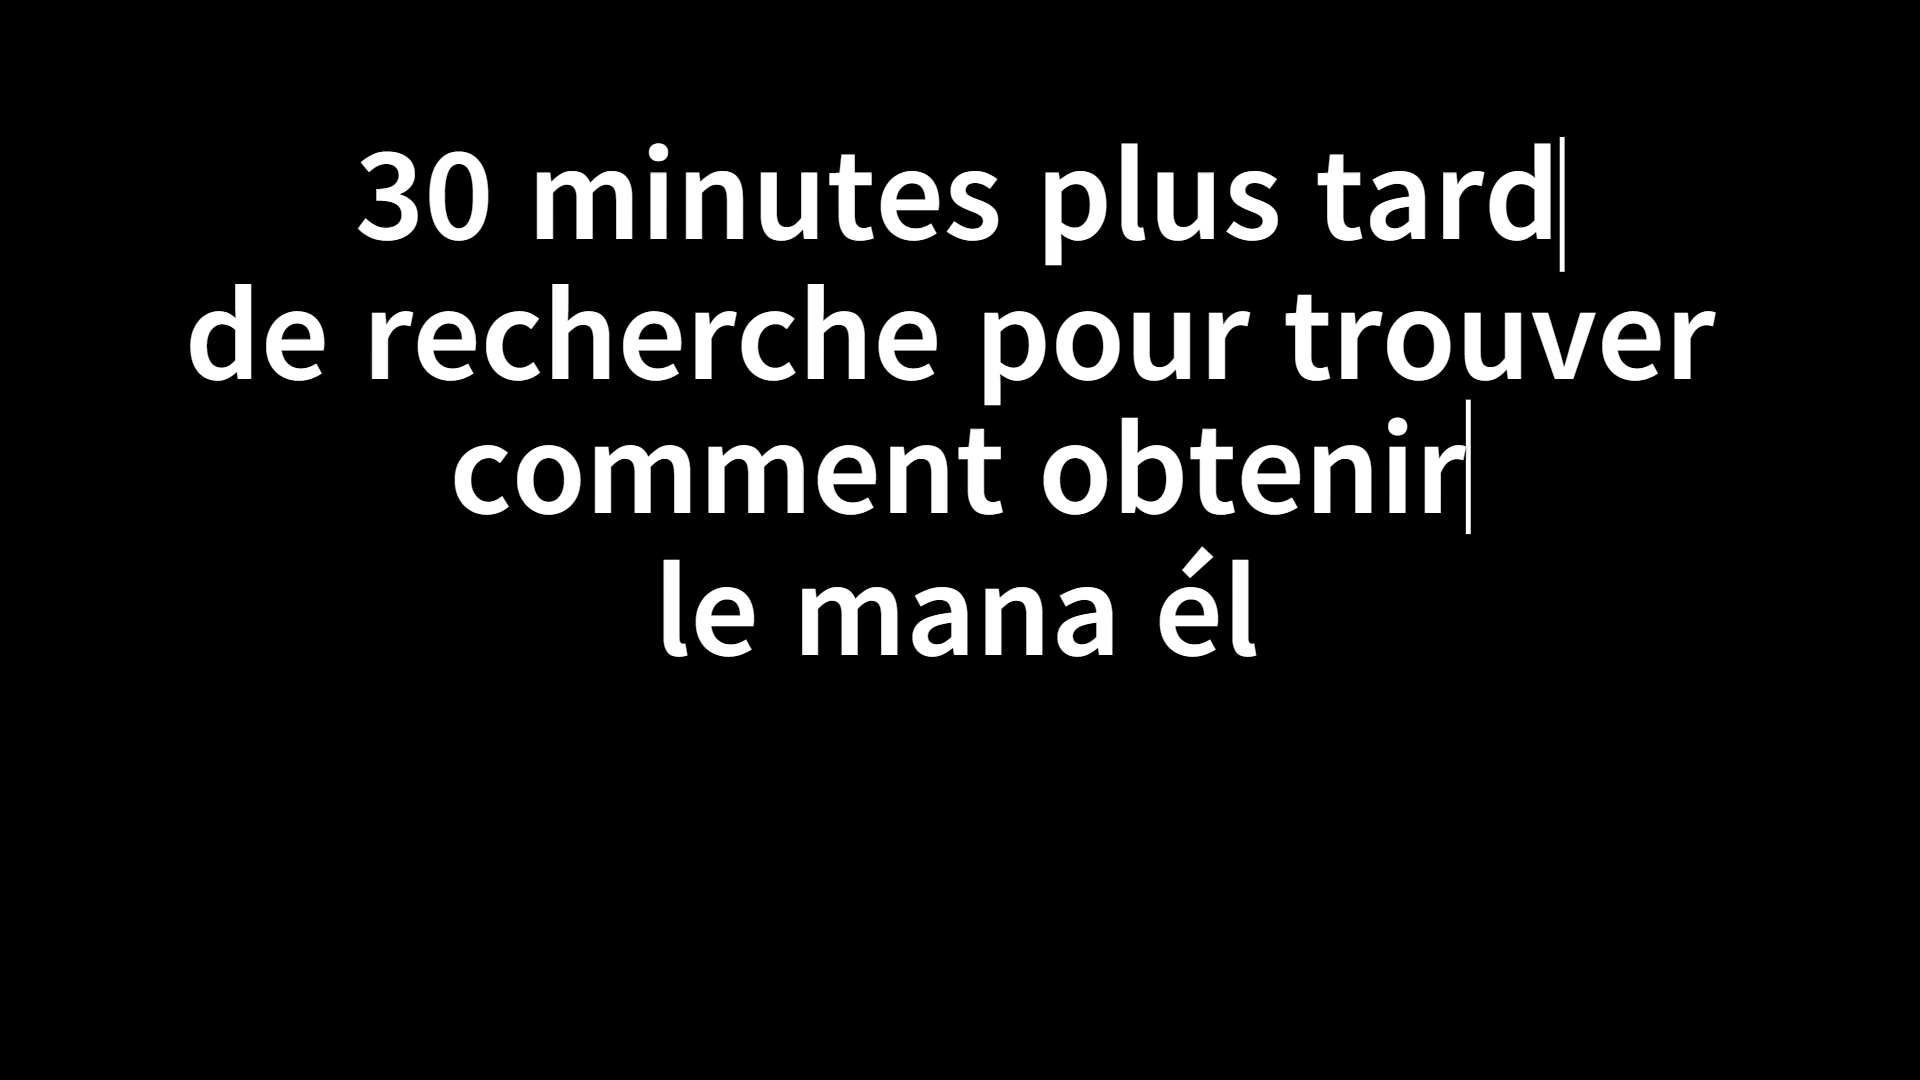 30 minutes plus tard
de recherche pour trouver
comment obtenir
le mana él